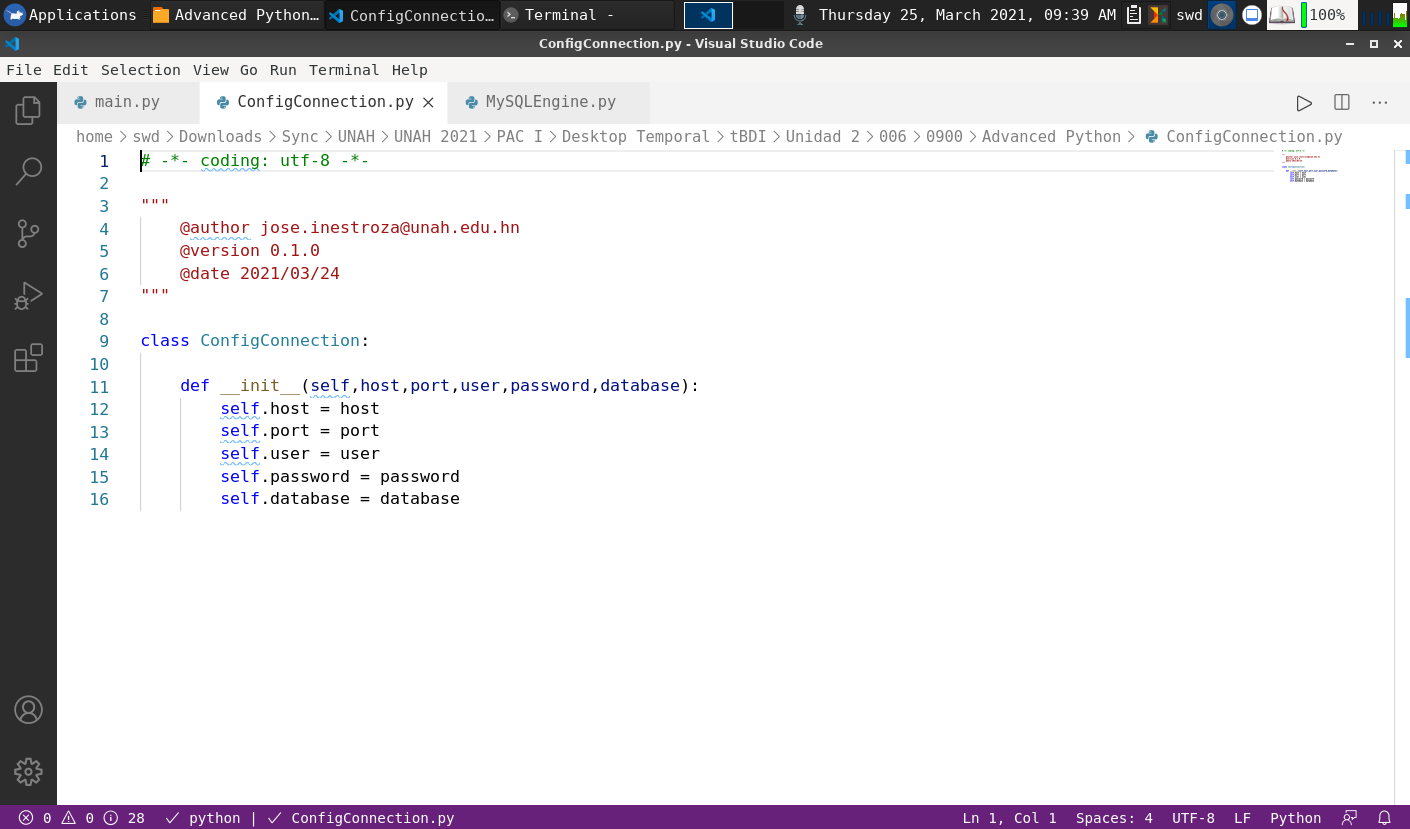 Applications Advanced Python... ConfigConnectio... Terminal - Thursday 25, March 2021, 09:39 AM swd 100%
ConfigConnection.py - Visual Studio Code
File Edit Selection View Go Run Terminal Help
main.py ConfigConnection.py MySQLEngine.py
home > swd > Downloads > Sync > UNAH > UNAH 2021 > PAC I > Desktop Temporal > tBDI > Unidad 2 > 006 > 0900 > Advanced Python > ConfigConnection.py
1 # -*- coding: utf-8 -*-
2
3 """
4 @author jose.inestroza@unah.edu.hn
5 @version 0.1.0
6 @date 2021/03/24
7 """
8
9 class ConfigConnection:
10
11 def __init__(self,host,port,user,password,database):
12 self.host = host
13 self.port = port
14 self.user = user
15 self.password = password
16 self.database = database
0 0 28 python | ConfigConnection.py Ln 1, Col 1 Spaces: 4 UTF-8 LF Python